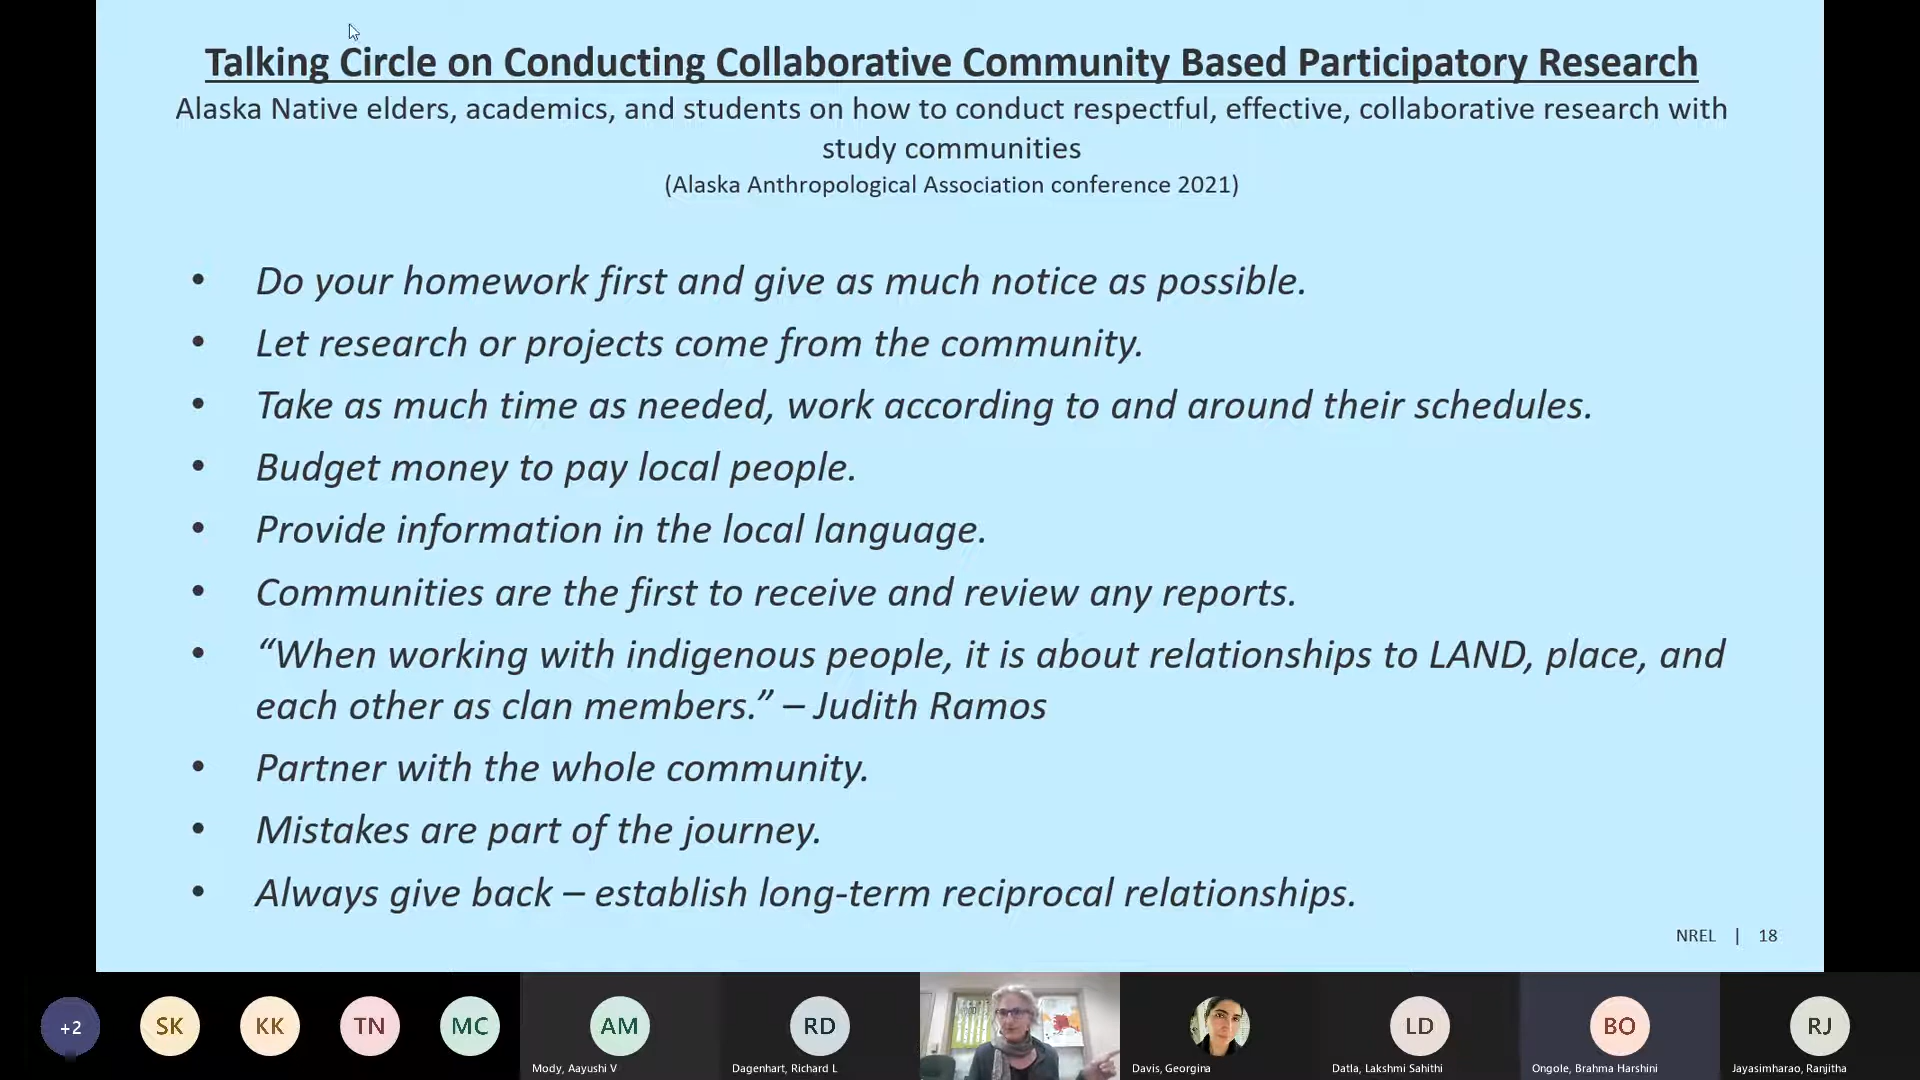 Talking Circle on Conducting Collaborative Community Based Participatory Research
Alaska Native elders, academics, and students on how to conduct respectful, effective, collaborative research with
study communities
(Alaska Anthropological Association conference 2021)
• Do your homework first and give as much notice as possible.
• Let research or projects come from the community.
• Take as much time as needed, work according to and around their schedules.
• Budget money to pay local people.
• Provide information in the local language.
• Communities are the first to receive and review any reports.
• “When working with indigenous people, it is about relationships to LAND, place, and
each other as clan members.” – Judith Ramos
• Partner with the whole community.
• Mistakes are part of the journey.
• Always give back – establish long-term reciprocal relationships.
NREL | 18
+2 SK KK TN MC AM RD LD BO RJ
Mody, Aayushi V Dagenhart, Richard L Davis, Georgina Datla, Lakshmi Sahithi Ongole, Brahma Harshini Jayasimharao, Ranjitha